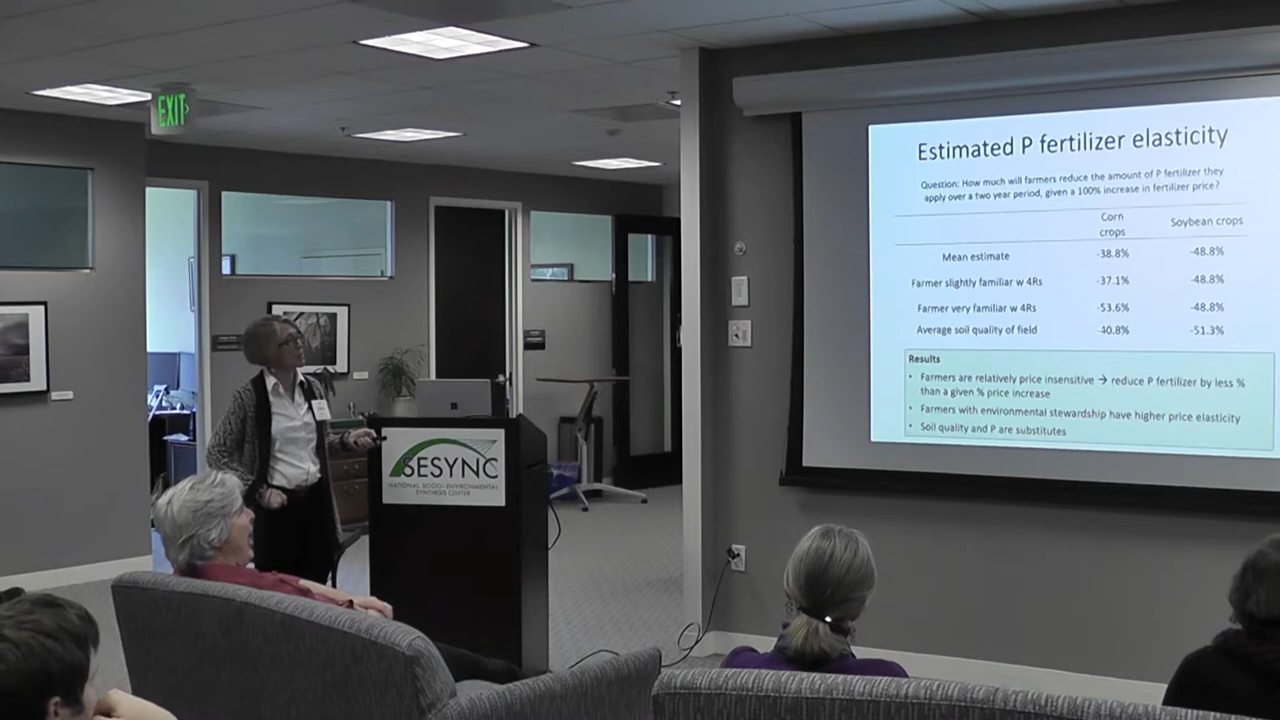 EXIT
Estimated P fertilizer elasticity
Question: How much will farmers reduce the amount of P fertilizer they
apply over a two year period, given a 100% increase in fertilizer price?
Corn
crops
Soybean crops
Mean estimate -38.8% -48.8%
Farmer slightly familiar w 4Rs -37.1% -48.8%
Farmer very familiar w 4Rs -53.6% -48.8%
Average soil quality of field -40.8% -51.3%
Results
• Farmers are relatively price insensitive → reduce P fertilizer by less %
than a given % price increase
• Farmers with environmental stewardship have higher price elasticity
• Soil quality and P are substitutes
SESYNC
NATIONAL SOCIO-ENVIRONMENTAL
SYNTHESIS CENTER